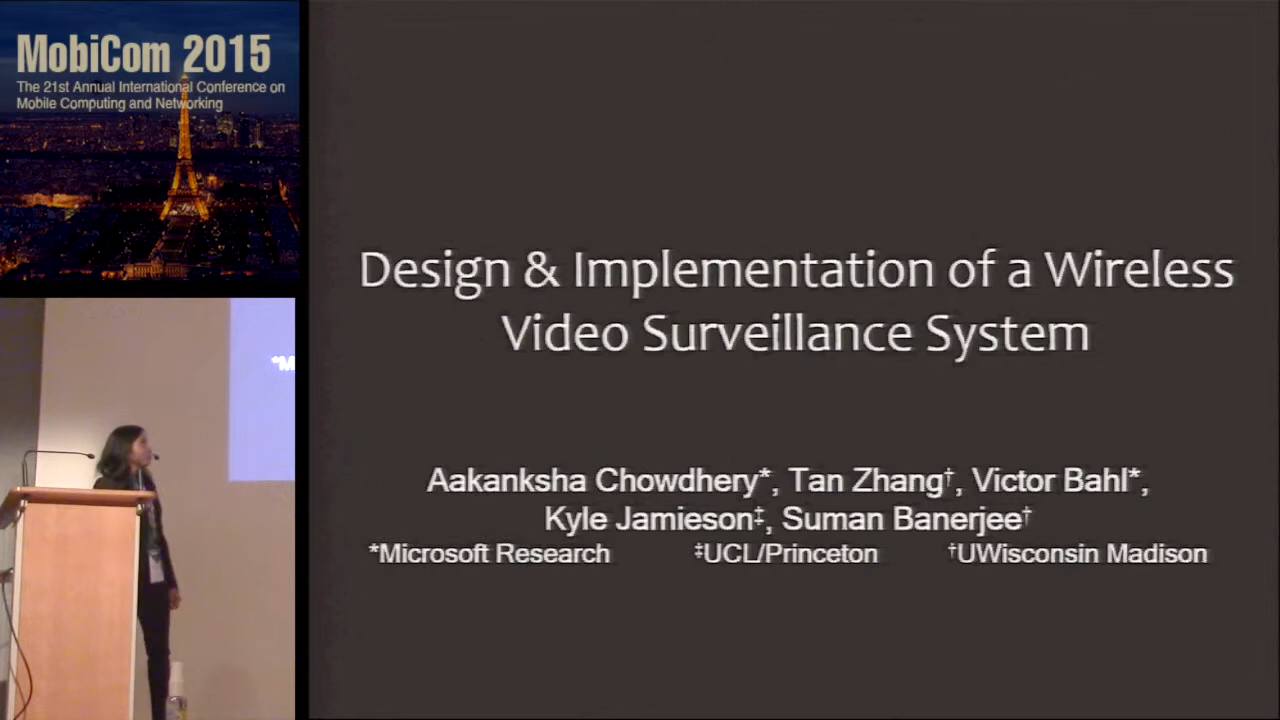 MobiCom 2015
The 21st Annual International Conference on
Mobile Computing and Networking
*M
Design & Implementation of a Wireless
Video Surveillance System
Aakanksha Chowdhery*, Tan Zhang†, Victor Bahl*,
Kyle Jamieson‡, Suman Banerjee†
*Microsoft Research ‡UCL/Princeton †UWisconsin Madison